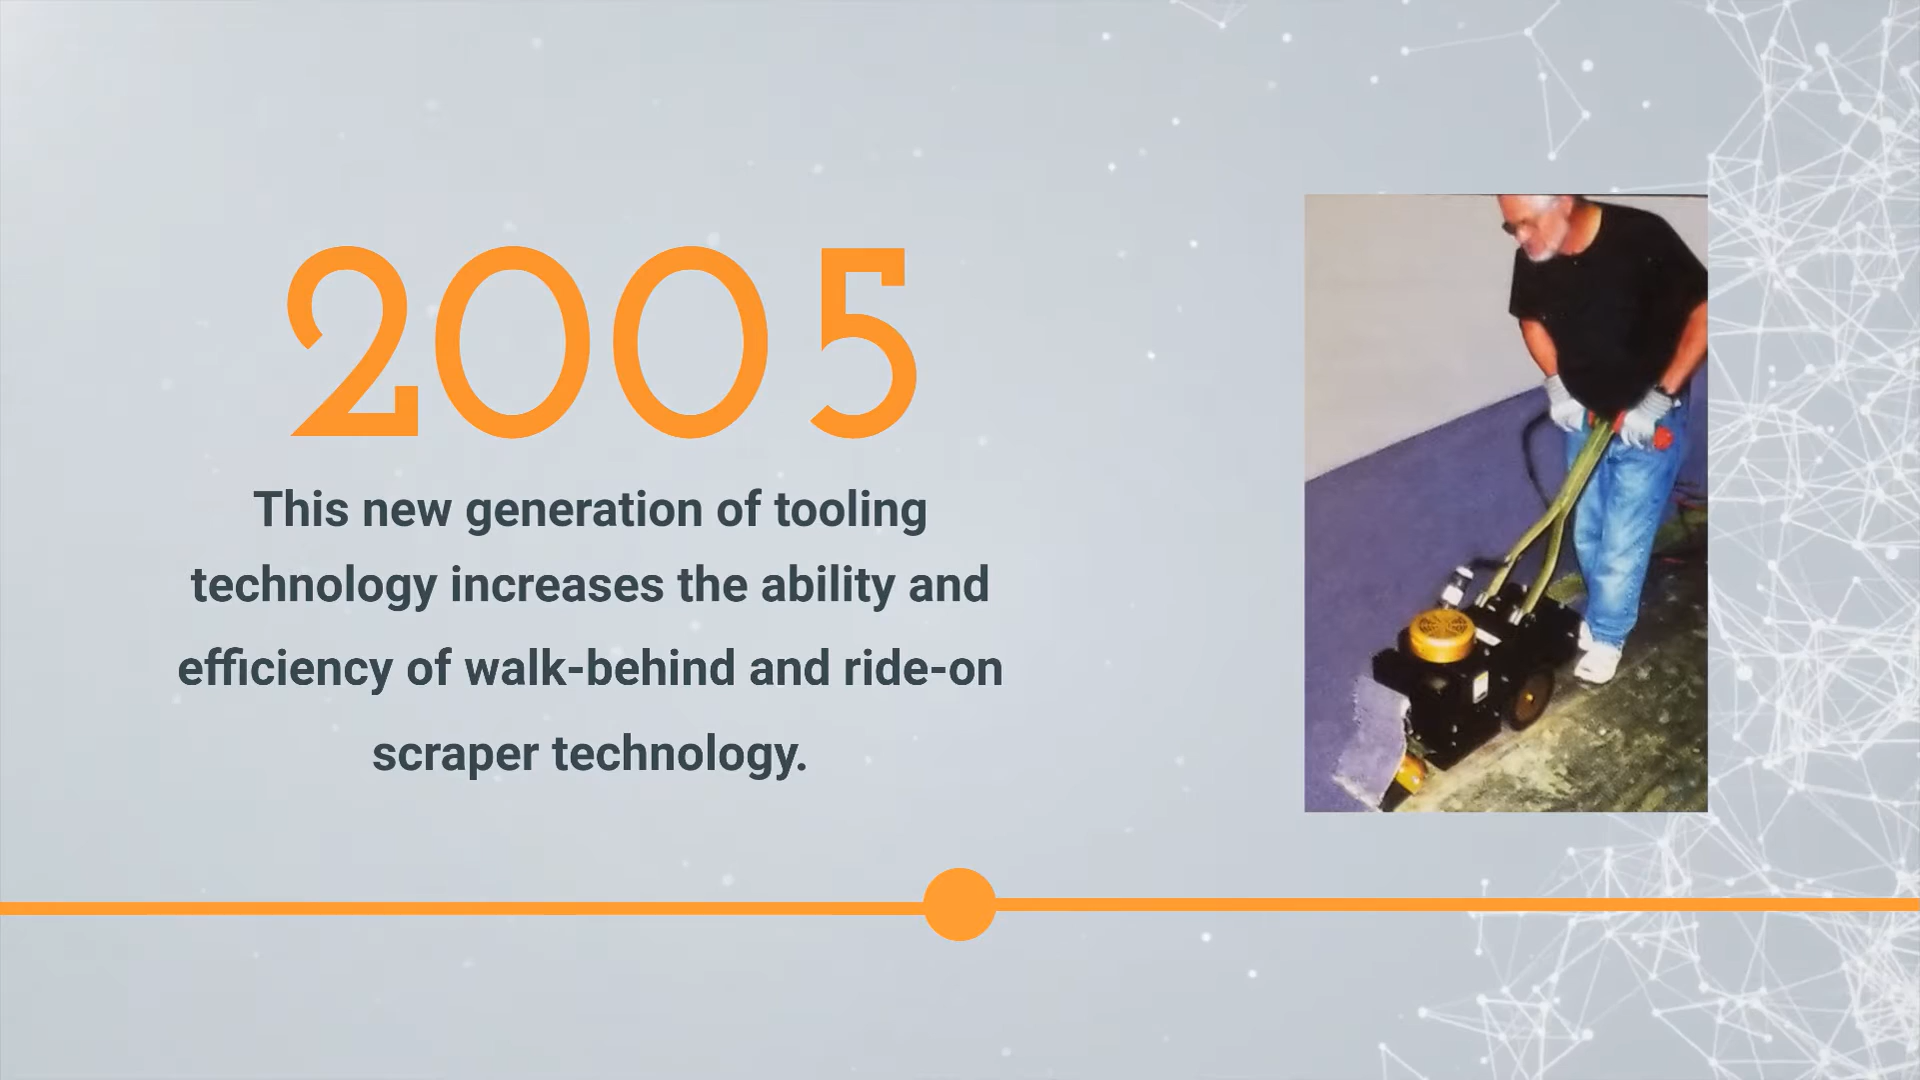 2005
This new generation of tooling
technology increases the ability and
efficiency of walk-behind and ride-on
scraper technology.